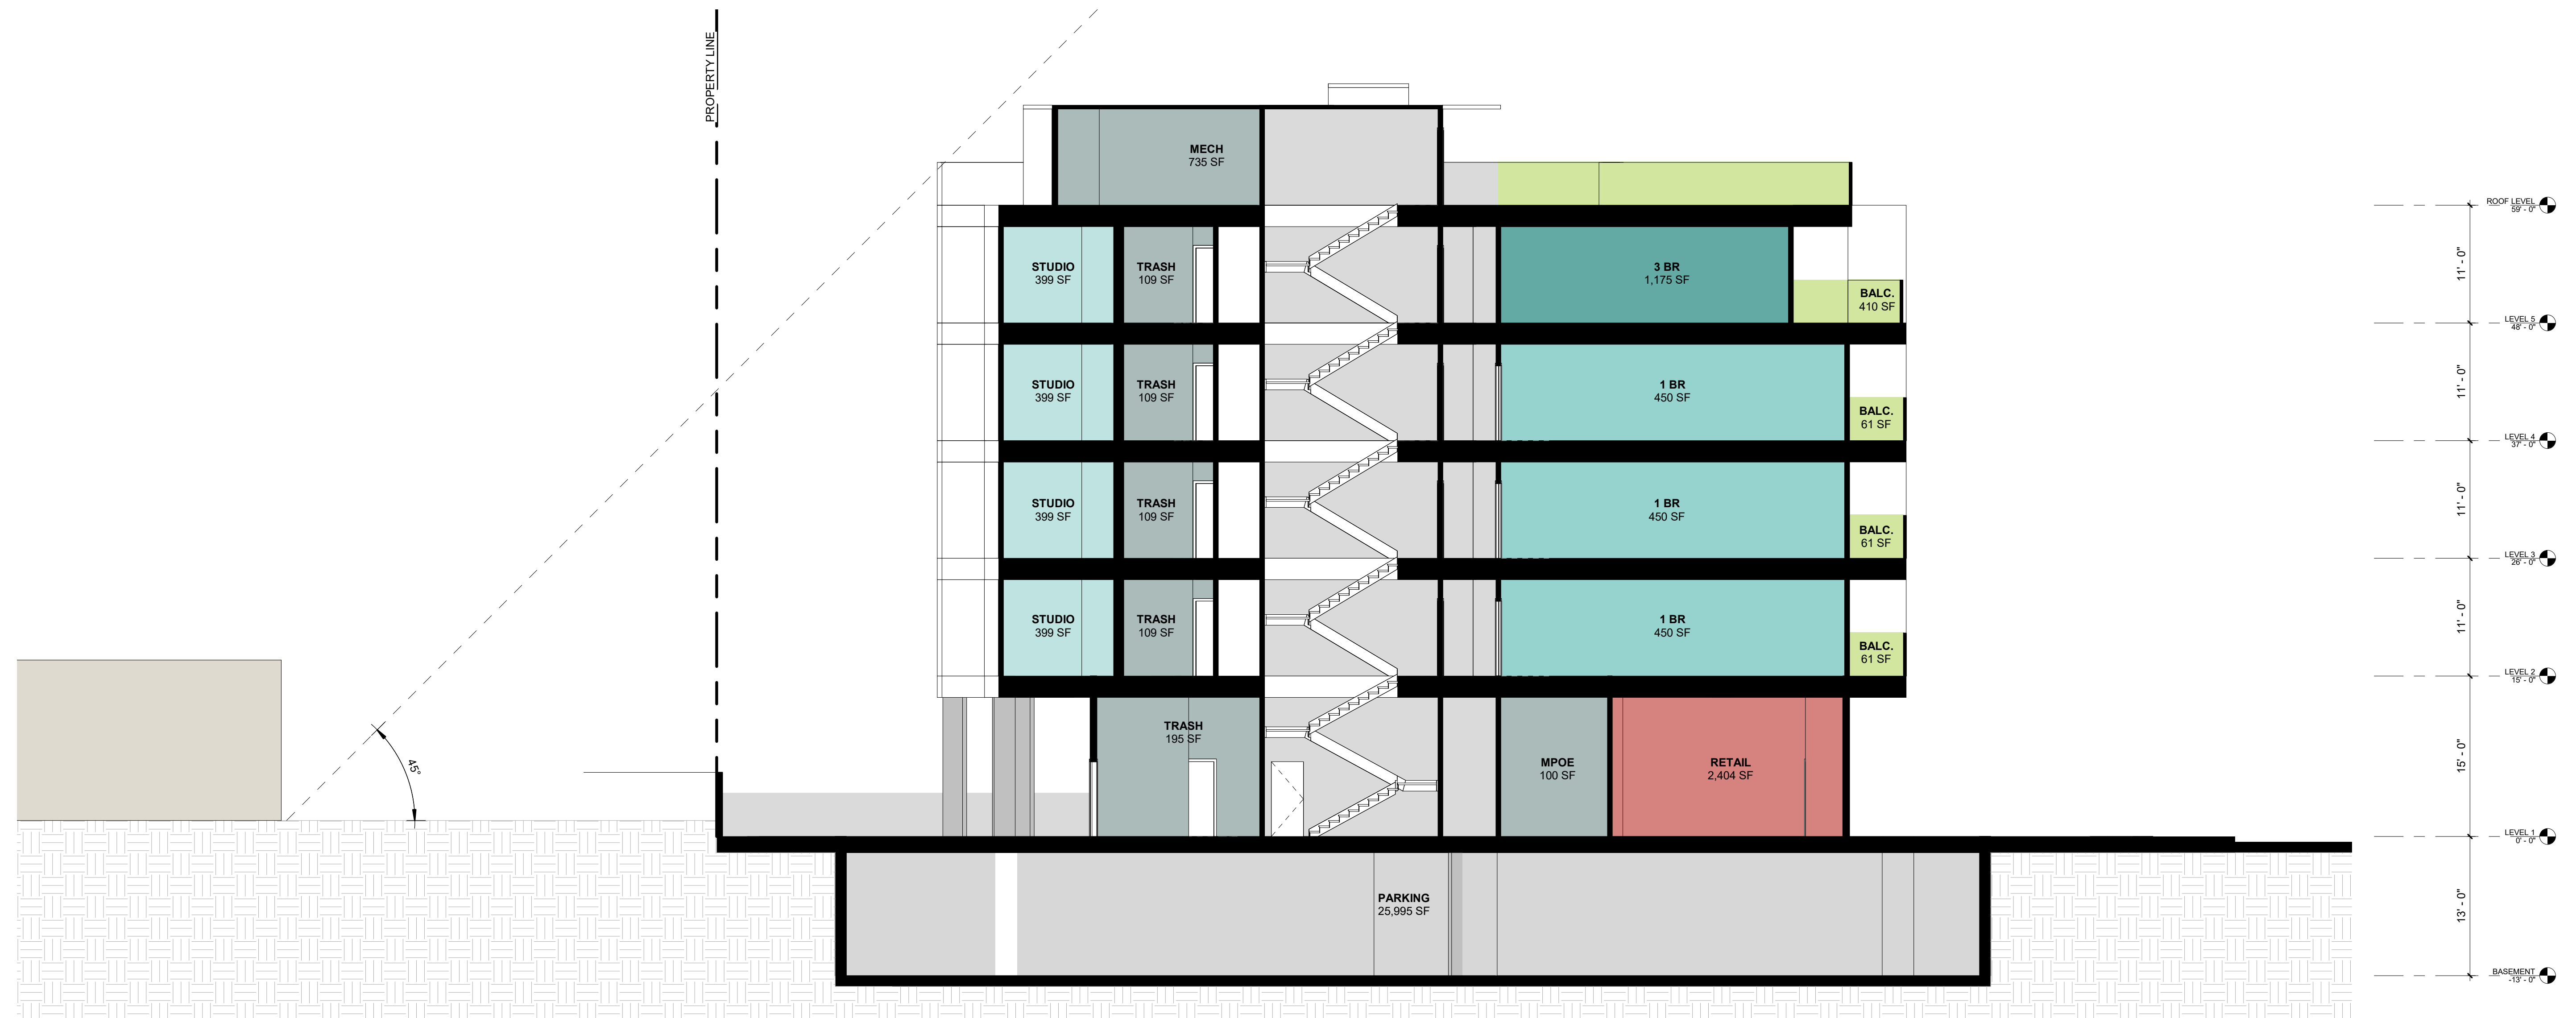 PROPERTY LINE
MECH
735 SF
ROOF LEVEL
59' - 0"
STUDIO
399 SF
TRASH
109 SF
3 BR
1,175 SF
BALC.
410 SF
11' - 0"
LEVEL 5
48' - 0"
STUDIO
399 SF
TRASH
109 SF
1 BR
450 SF
BALC.
61 SF
11' - 0"
LEVEL 4
37' - 0"
STUDIO
399 SF
TRASH
109 SF
1 BR
450 SF
BALC.
61 SF
11' - 0"
LEVEL 3
26' - 0"
STUDIO
399 SF
TRASH
109 SF
1 BR
450 SF
BALC.
61 SF
11' - 0"
LEVEL 2
15' - 0"
45°
TRASH
195 SF
MPOE
100 SF
RETAIL
2,404 SF
15' - 0"
LEVEL 1
0' - 0"
PARKING
25,995 SF
13' - 0"
BASEMENT
-13' - 0"